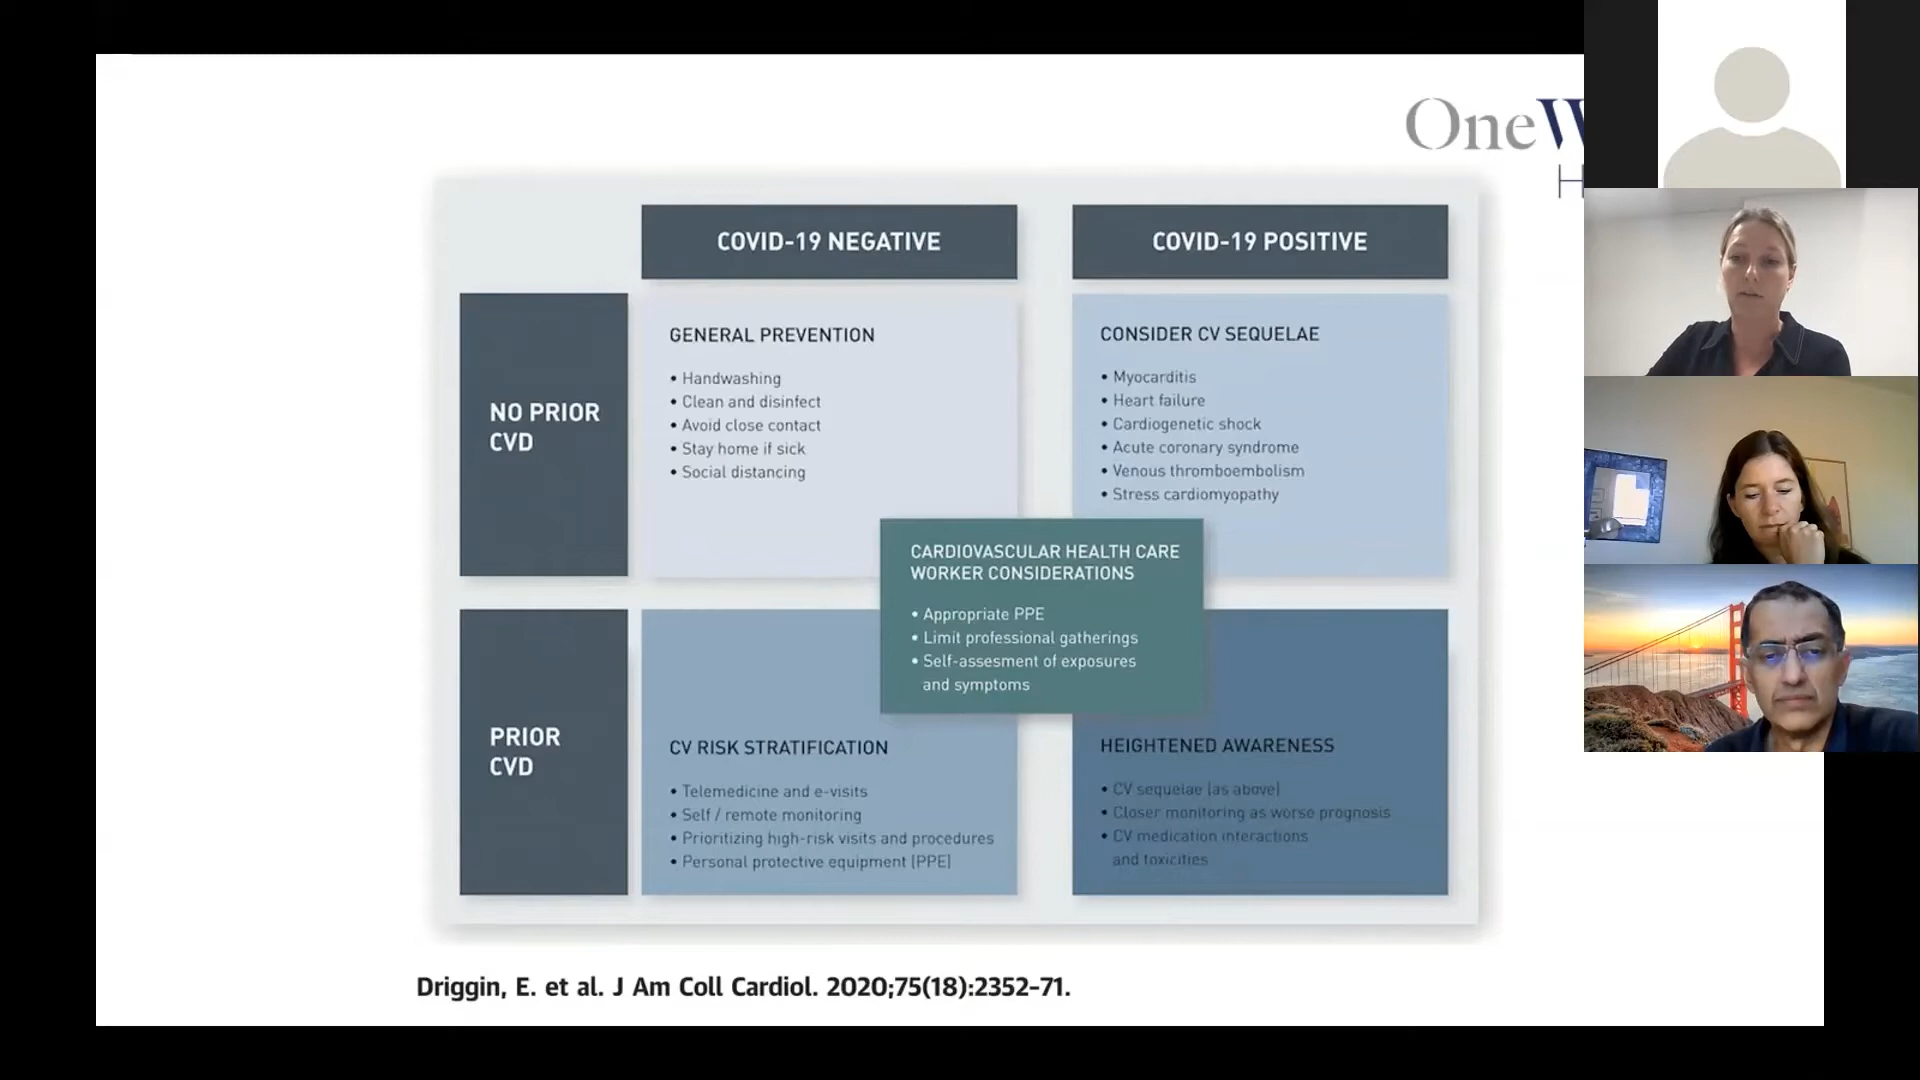 One
H
COVID-19 NEGATIVE
COVID-19 POSITIVE
NO PRIOR
CVD
GENERAL PREVENTION
• Handwashing
• Clean and disinfect
• Avoid close contact
• Stay home if sick
• Social distancing
CONSIDER CV SEQUELAE
• Myocarditis
• Heart failure
• Cardiogenetic shock
• Acute coronary syndrome
• Venous thromboembolism
• Stress cardiomyopathy
CARDIOVASCULAR HEALTH CARE
WORKER CONSIDERATIONS
• Appropriate PPE
• Limit professional gatherings
• Self-assesment of exposures
and symptoms
PRIOR
CVD
CV RISK STRATIFICATION
• Telemedicine and e-visits
• Self / remote monitoring
• Prioritizing high-risk visits and procedures
• Personal protective equipment (PPE)
HEIGHTENED AWARENESS
• CV sequelae (as above)
• Closer monitoring as worse prognosis
• CV medication interactions
and toxicities
Driggin, E. et al. J Am Coll Cardiol. 2020;75(18):2352-71.